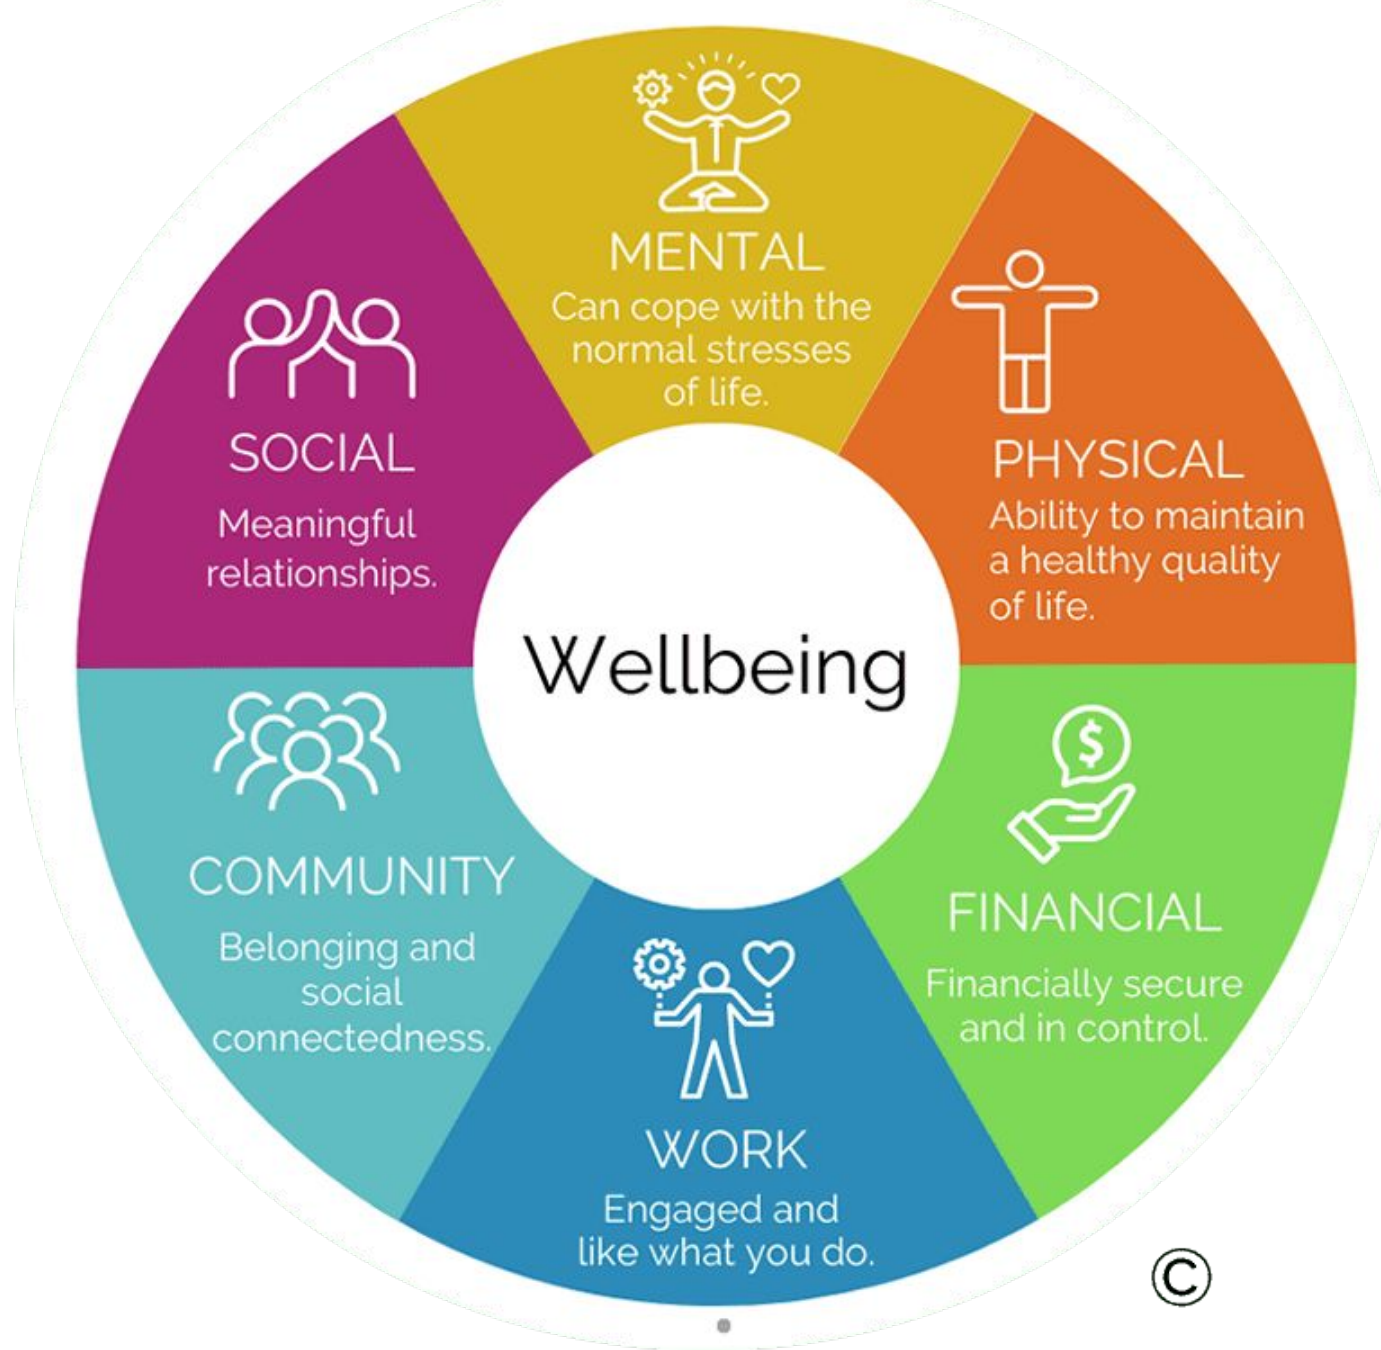 MENTAL
Can cope with the
normal stresses
of life.
PHYSICAL
Ability to maintain
a healthy quality
of life.
FINANCIAL
Financially secure
and in control.
WORK
Engaged and
like what you do.
COMMUNITY
Belonging and
social
connectedness.
SOCIAL
Meaningful
relationships.
Wellbeing
$
©